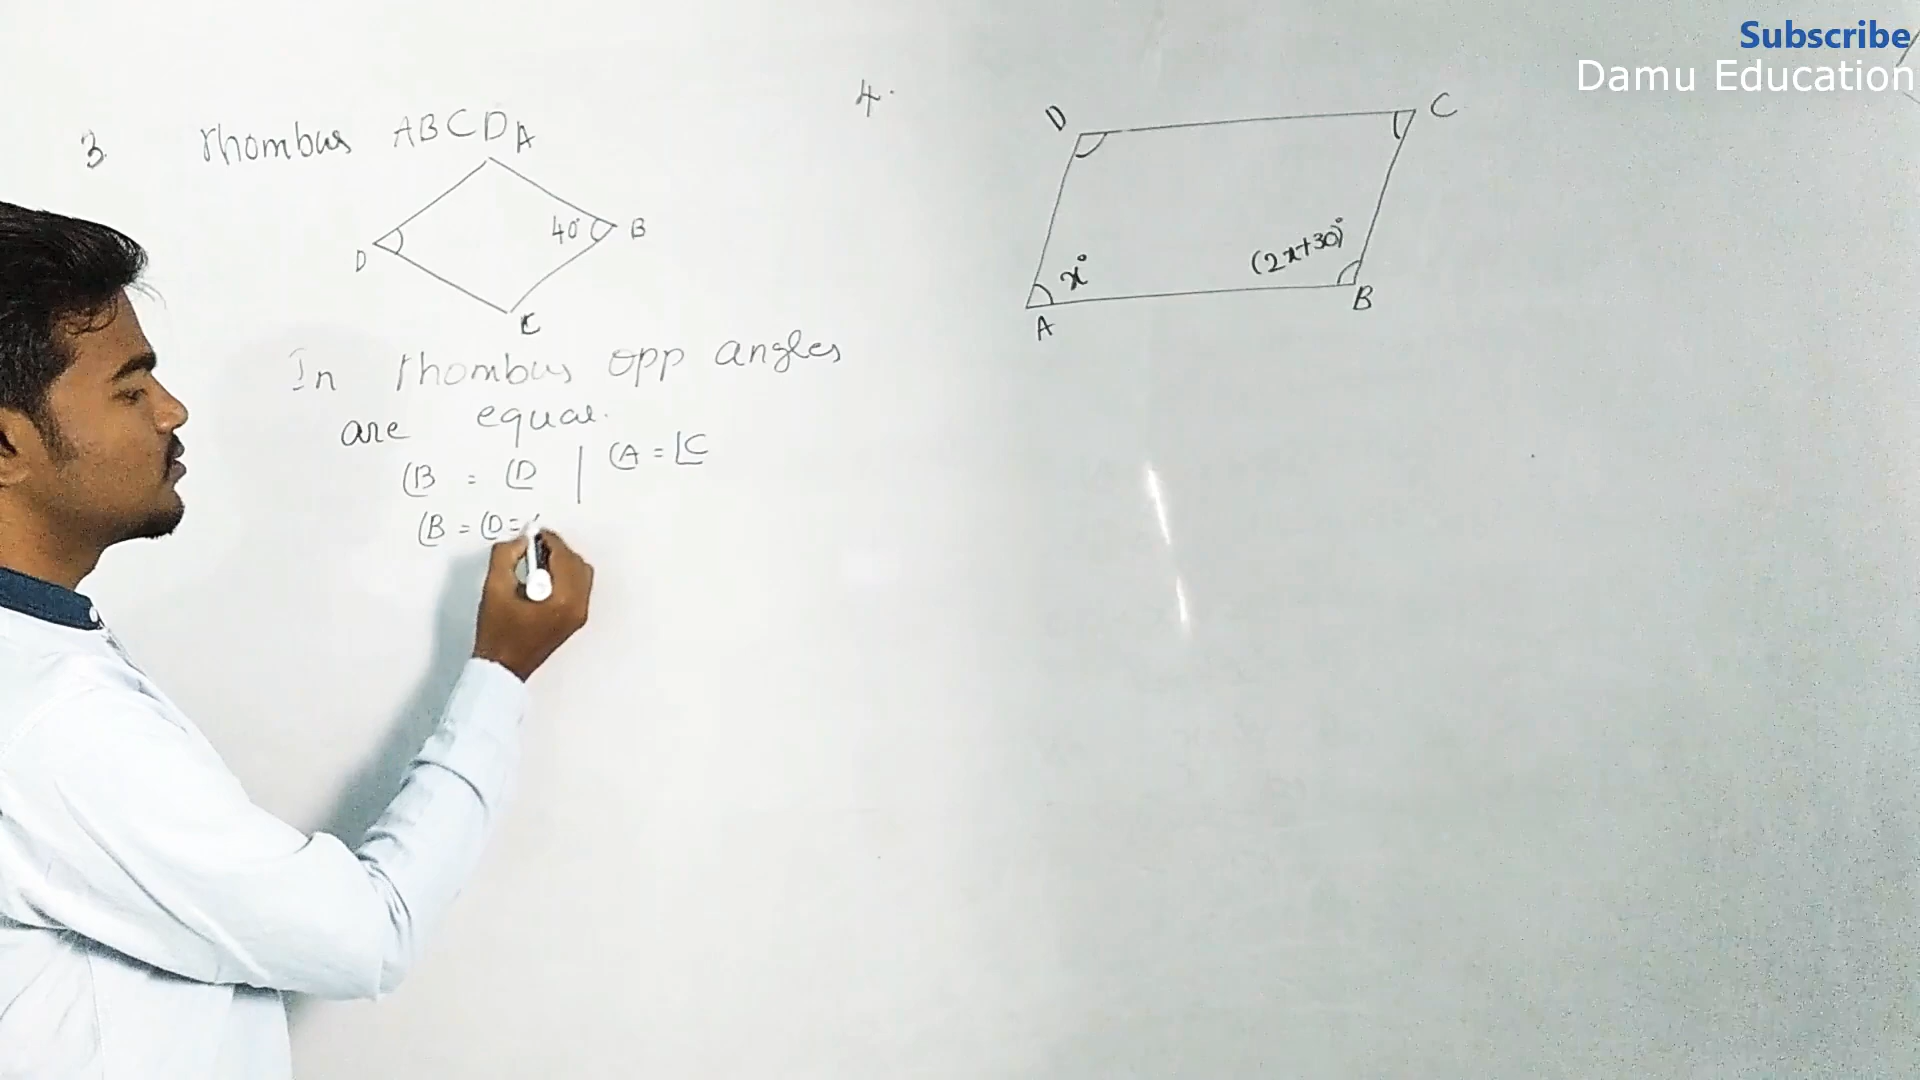 Subscribe
Damu Education
3. rhombus ABCD
A
40° B
D
C
In rhombus opp angles
are equal.
∠B = ∠D | ∠A = ∠C
∠B = ∠D =
4.
D C
x° (2x+30)°
A B